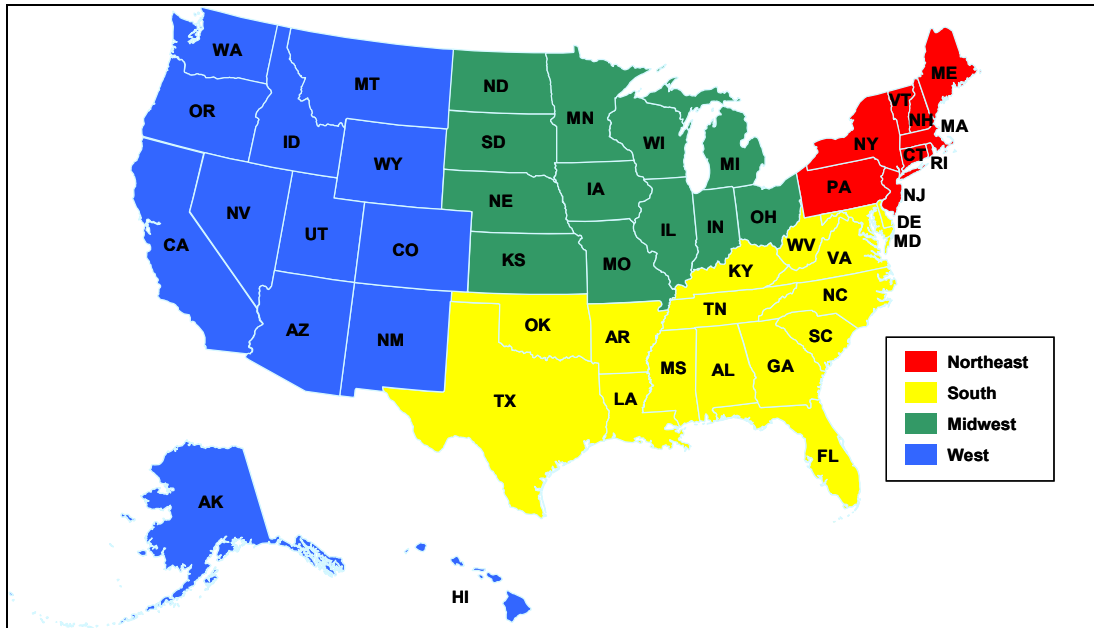 WA
MT
ND
ME
OR
MN
VT
NH
MA
ID
SD
WI
NY
WY
MI
CT
RI
NE
IA
PA
NJ
NV
UT
CO
IL
IN
OH
DE
CA
KS
MO
WV
VA
MD
KY
NC
AZ
NM
OK
AR
TN
SC
MS
AL
GA
TX
LA
FL
Northeast
South
Midwest
West
AK
HI